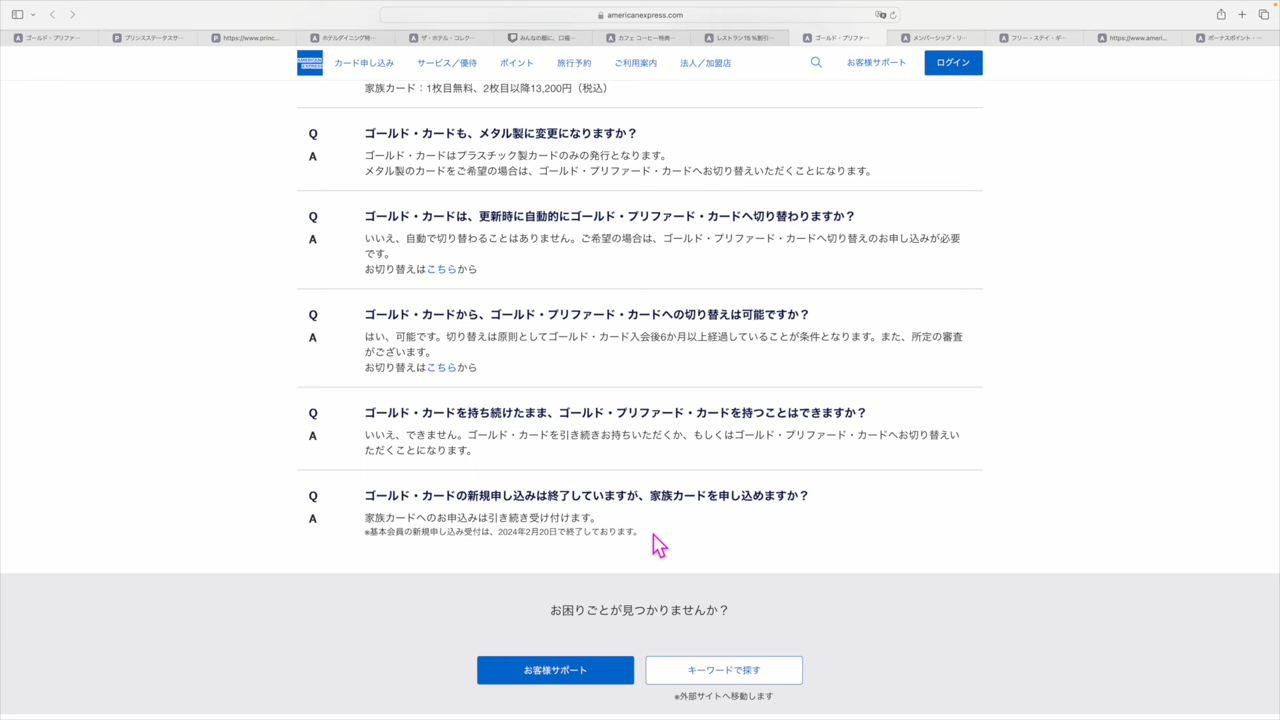 americanexpress.com
ゴールド・プリファ…
プリンスステータスサ…
https://www.princ…
ホテルダイニング特…
ザ・ホテル・コレク…
みんなの顔に、口座…
カフェ コーヒー特典…
レストラン15％割引…
ゴールド・プリファ…
メンバーシップ・リ…
フリー・ステイ・ギ…
https://www.ameri…
ボーナスポイント・…
AMERICAN EXPRESS
カード申し込み
サービス／優待
ポイント
旅行予約
ご利用案内
法人／加盟店
お客様サポート
ログイン
家族カード：1枚目無料、2枚目以降13,200円（税込）
Q ゴールド・カードも、メタル製に変更になりますか？
A ゴールド・カードはプラスチック製カードのみの発行となります。
メタル製のカードをご希望の場合は、ゴールド・プリファード・カードへお切り替えいただくことになります。
Q ゴールド・カードは、更新時に自動的にゴールド・プリファード・カードへ切り替わりますか？
A いいえ、自動で切り替わることはありません。ご希望の場合は、ゴールド・プリファード・カードへ切り替えのお申し込みが必要
です。
お切り替えはこちらから
Q ゴールド・カードから、ゴールド・プリファード・カードへの切り替えは可能ですか？
A はい、可能です。切り替えは原則としてゴールド・カード入会後6か月以上経過していることが条件となります。また、所定の審査
がございます。
お切り替えはこちらから
Q ゴールド・カードを持ち続けたまま、ゴールド・プリファード・カードを持つことはできますか？
A いいえ、できません。ゴールド・カードを引き続きお持ちいただくか、もしくはゴールド・プリファード・カードへお切り替えい
ただくことになります。
Q ゴールド・カードの新規申し込みは終了していますが、家族カードを申し込めますか？
A 家族カードへのお申込みは引き続き受け付けます。
※基本会員の新規申し込み受付は、2024年2月20日で終了しております。
お困りごとが見つかりませんか？
お客様サポート
キーワードで探す
※外部サイトへ移動します